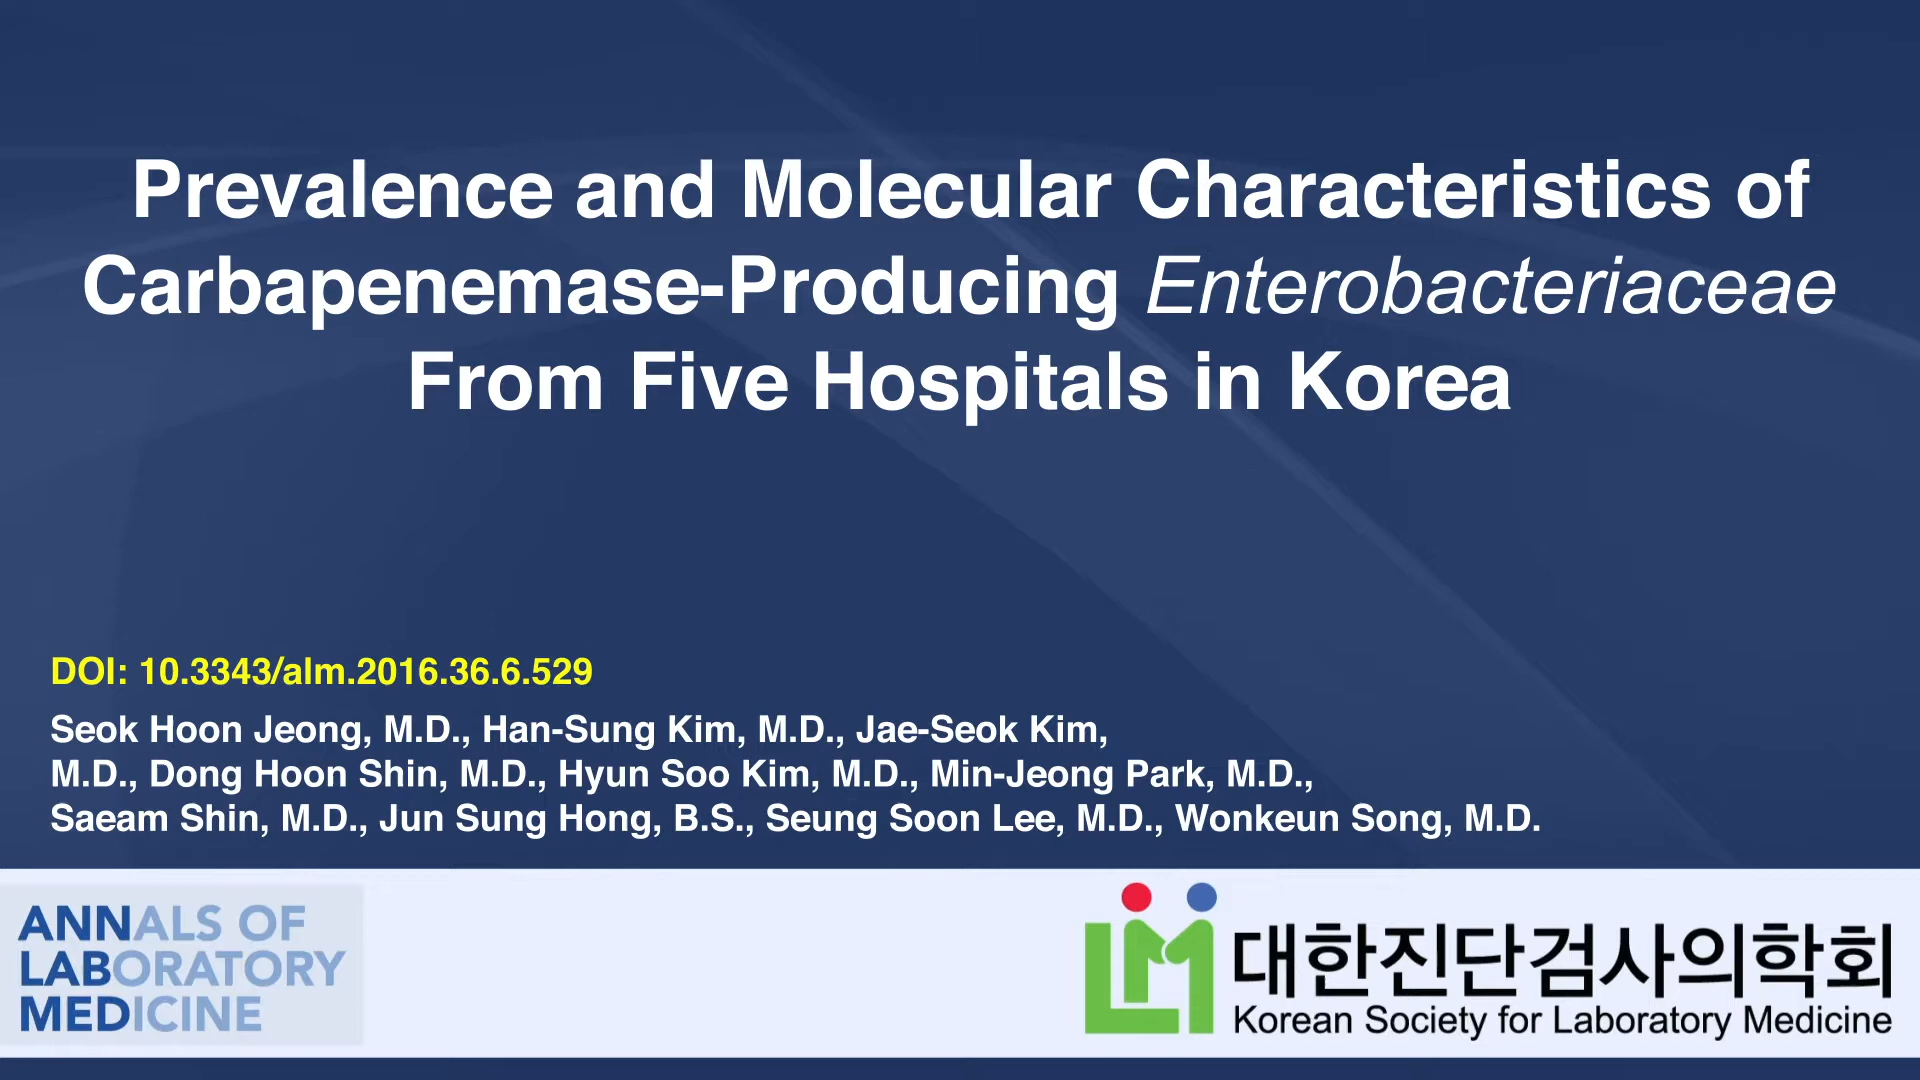 Prevalence and Molecular Characteristics of
Carbapenemase-Producing Enterobacteriaceae
From Five Hospitals in Korea
DOI: 10.3343/alm.2016.36.6.529
Seok Hoon Jeong, M.D., Han-Sung Kim, M.D., Jae-Seok Kim,
M.D., Dong Hoon Shin, M.D., Hyun Soo Kim, M.D., Min-Jeong Park, M.D.,
Saeam Shin, M.D., Jun Sung Hong, B.S., Seung Soon Lee, M.D., Wonkeun Song, M.D.
ANNALS OF
LABORATORY
MEDICINE
LM
대한진단검사의학회
Korean Society for Laboratory Medicine